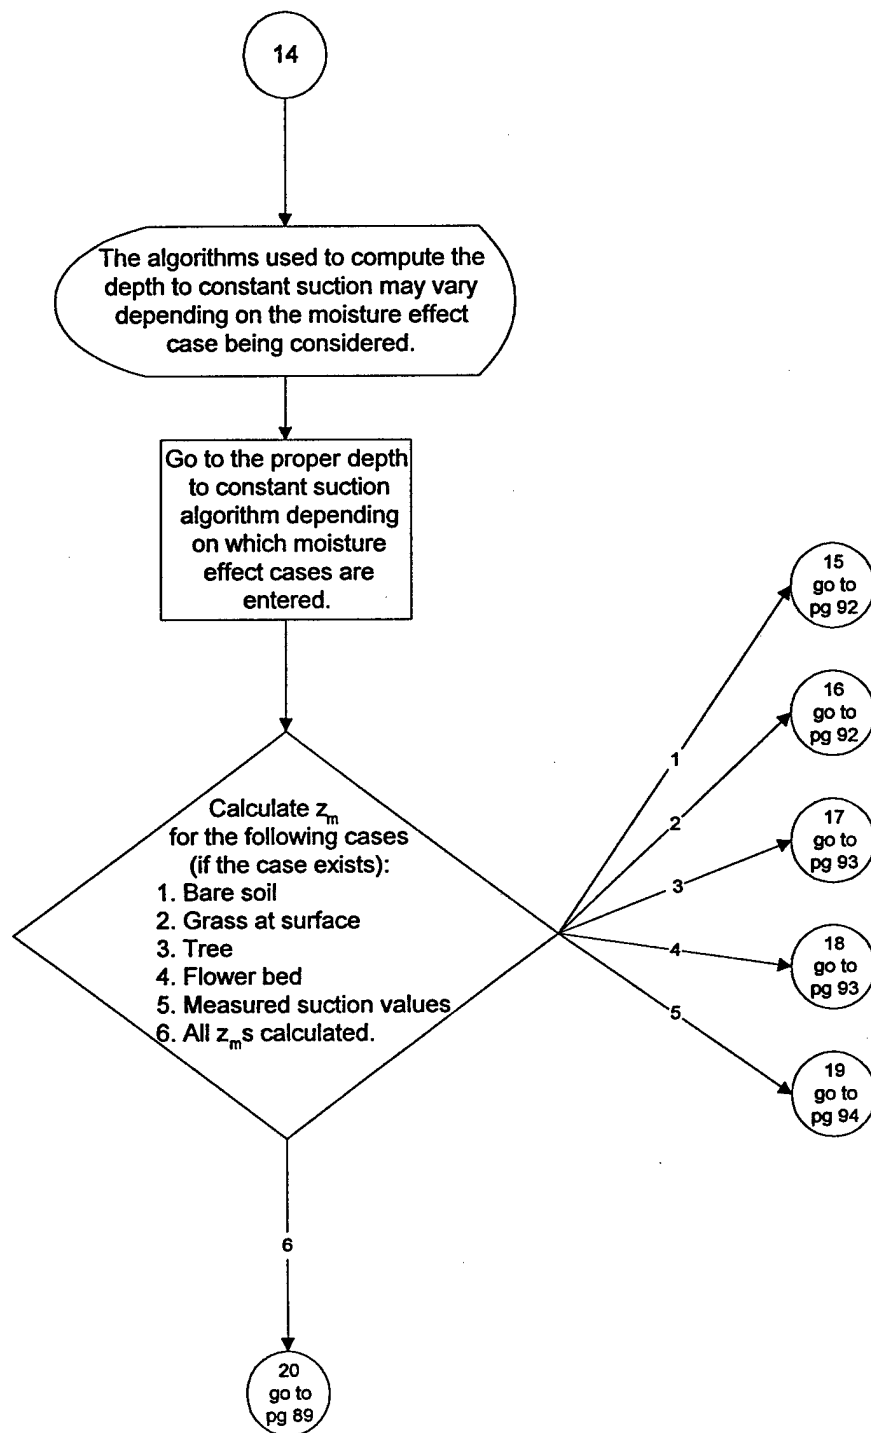 14
The algorithms used to compute the
depth to constant suction may vary
depending on the moisture effect
case being considered.
Go to the proper depth
to constant suction
algorithm depending
on which moisture
effect cases are
entered.
Calculate zm
for the following cases
(if the case exists):
1. Bare soil
2. Grass at surface
3. Tree
4. Flower bed
5. Measured suction values
6. All zms calculated.
1
2
3
4
5
15
go to
pg 92
16
go to
pg 92
17
go to
pg 93
18
go to
pg 93
19
go to
pg 94
6
20
go to
pg 89